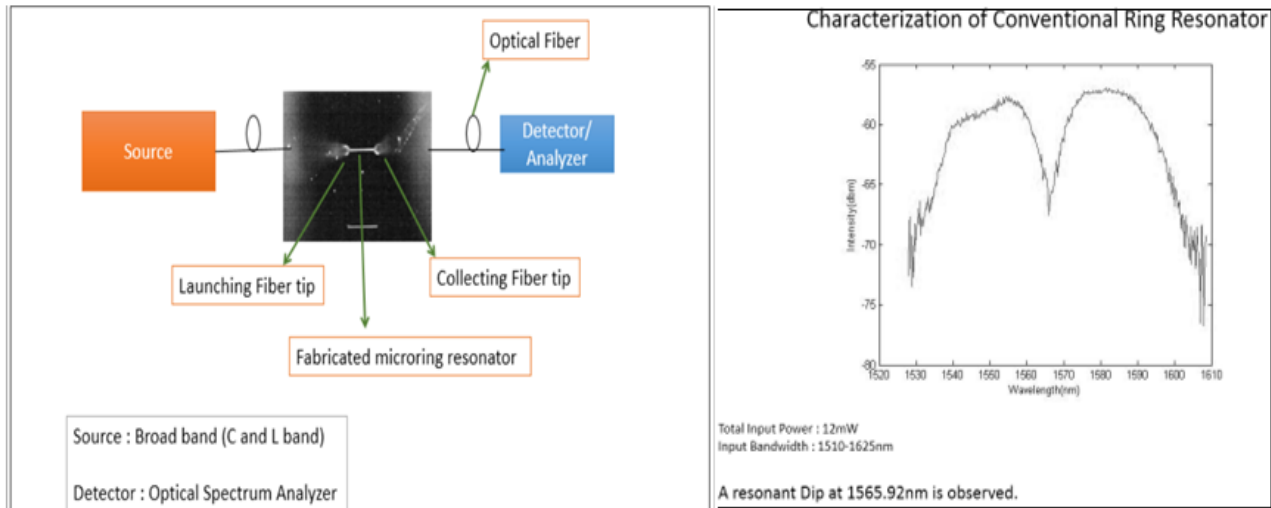 Optical Fiber
Source
Detector/
Analyzer
Launching Fiber tip
Collecting Fiber tip
Fabricated microring resonator
Source : Broad band (C and L band)
Detector : Optical Spectrum Analyzer
Characterization of Conventional Ring Resonator
-55
-60
-65
-70
-75
-80
Intensity(dbm)
1520 1530 1540 1550 1560 1570 1580 1590 1600 1610
Wavelength(nm)
Total Input Power : 12mW
Input Bandwidth : 1510-1625nm
A resonant Dip at 1565.92nm is observed.